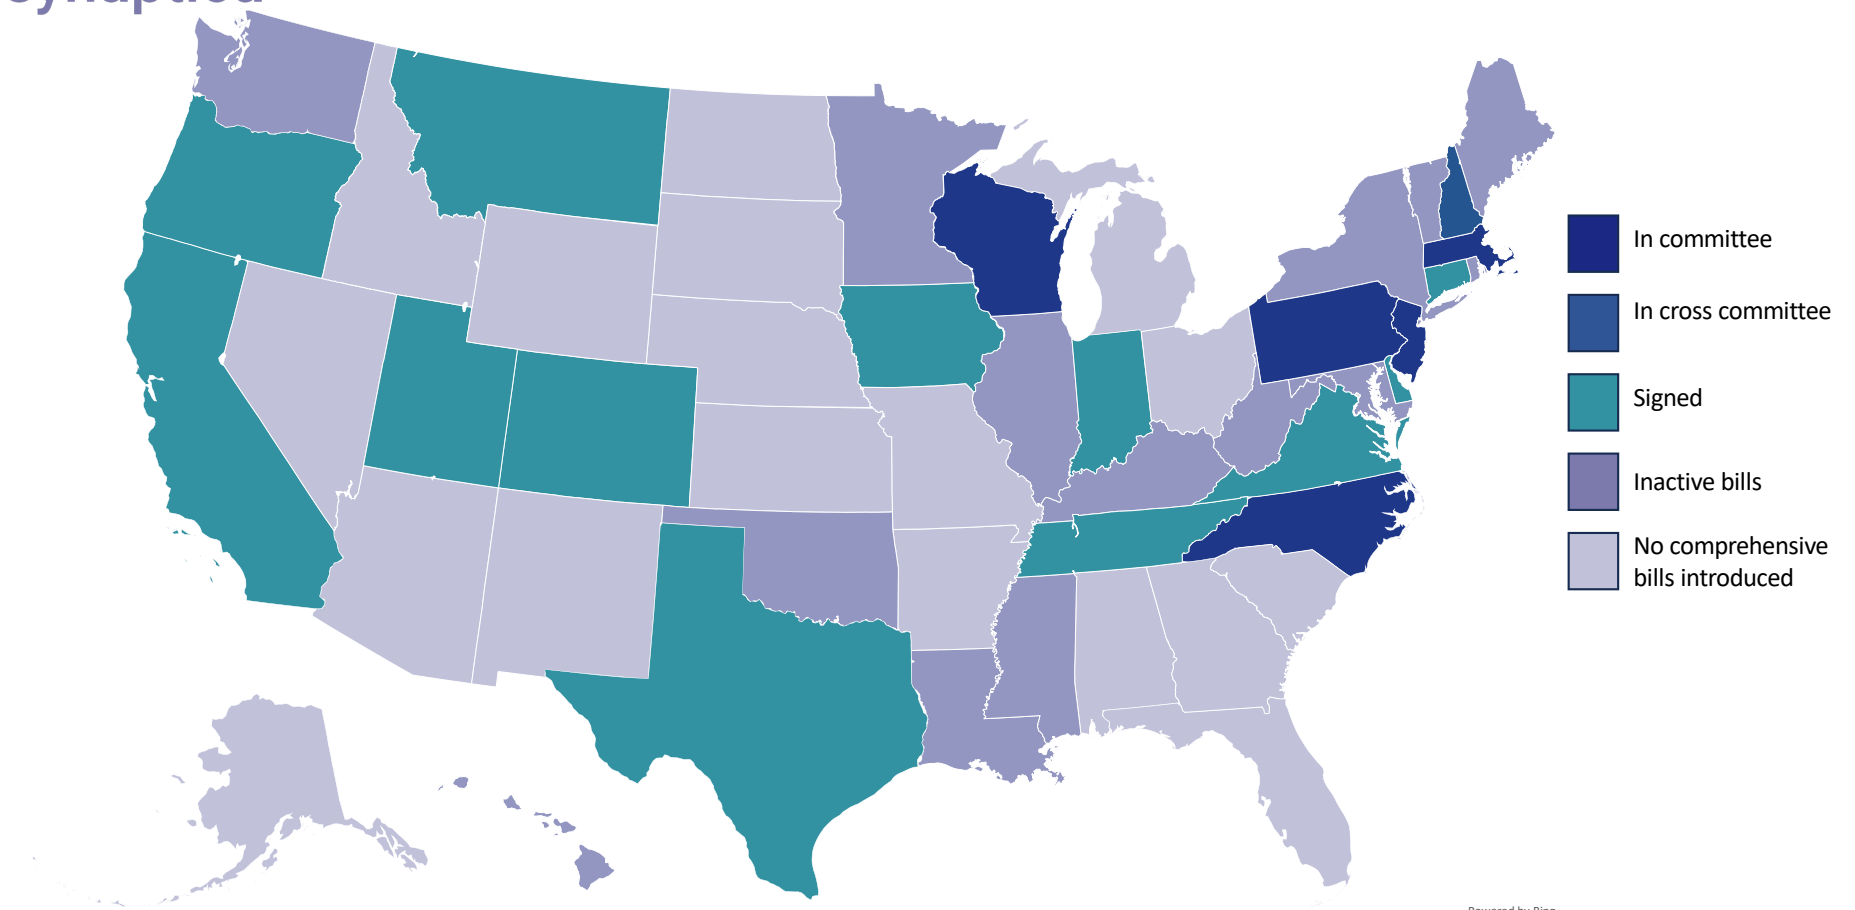 In committee
In cross committee
Signed
Inactive bills
No comprehensive
bills introduced